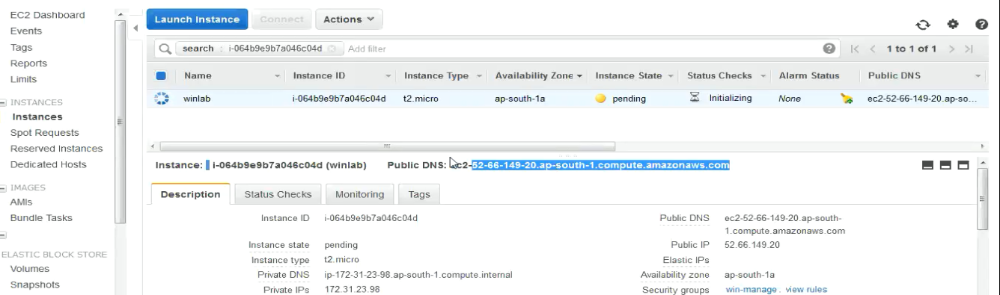 EC2 Dashboard
Events
Tags
Reports
Limits
INSTANCES
Instances
Spot Requests
Reserved Instances
Dedicated Hosts
IMAGES
AMIs
Bundle Tasks
ELASTIC BLOCK STORE
Volumes
Snapshots
Launch Instance Connect Actions
search : i-064b9e9b7a046c04d Add filter 1 to 1 of 1
Name Instance ID Instance Type Availability Zone Instance State Status Checks Alarm Status Public DNS
winlab i-064b9e9b7a046c04d t2.micro ap-south-1a pending Initializing None ec2-52-66-149-20.ap-so...
Instance: i-064b9e9b7a046c04d (winlab) Public DNS: ec2-52-66-149-20.ap-south-1.compute.amazonaws.com
Description Status Checks Monitoring Tags
Instance ID i-064b9e9b7a046c04d Public DNS ec2-52-66-149-20.ap-south-
1.compute.amazonaws.com
Instance state pending Public IP 52.66.149.20
Instance type t2.micro Elastic IPs
Private DNS ip-172-31-23-98.ap-south-1.compute.internal Availability zone ap-south-1a
Private IPs 172.31.23.98 Security groups win-manage. view rules